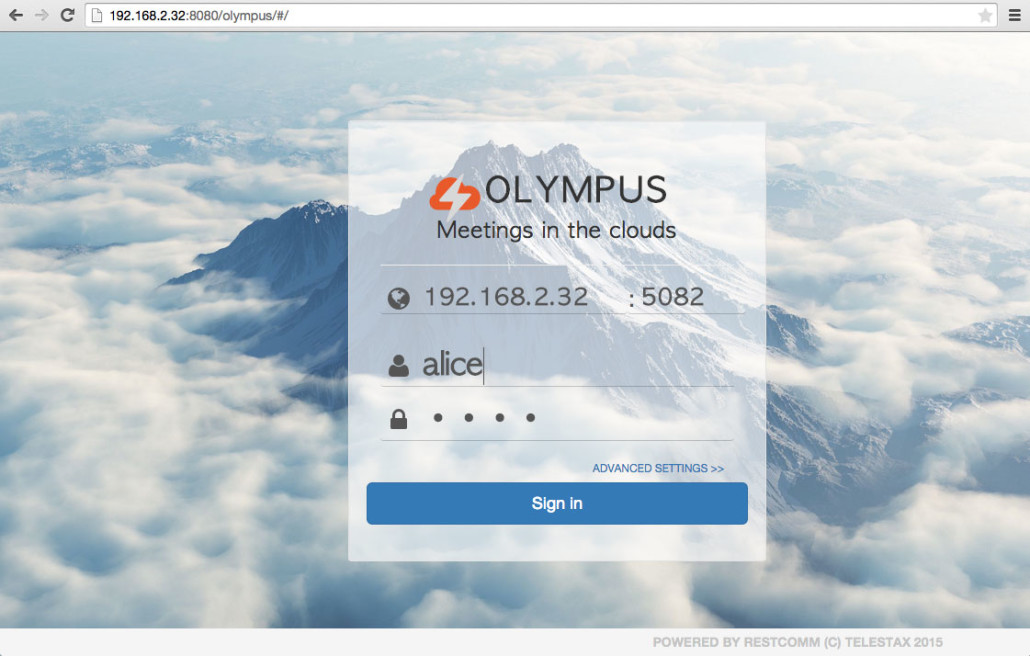 192.168.2.32:8080/olympus/#/
OLYMPUS
Meetings in the clouds
192.168.2.32 : 5082
alice
ADVANCED SETTINGS >>
Sign in
POWERED BY RESTCOMM (C) TELESTAX 2015